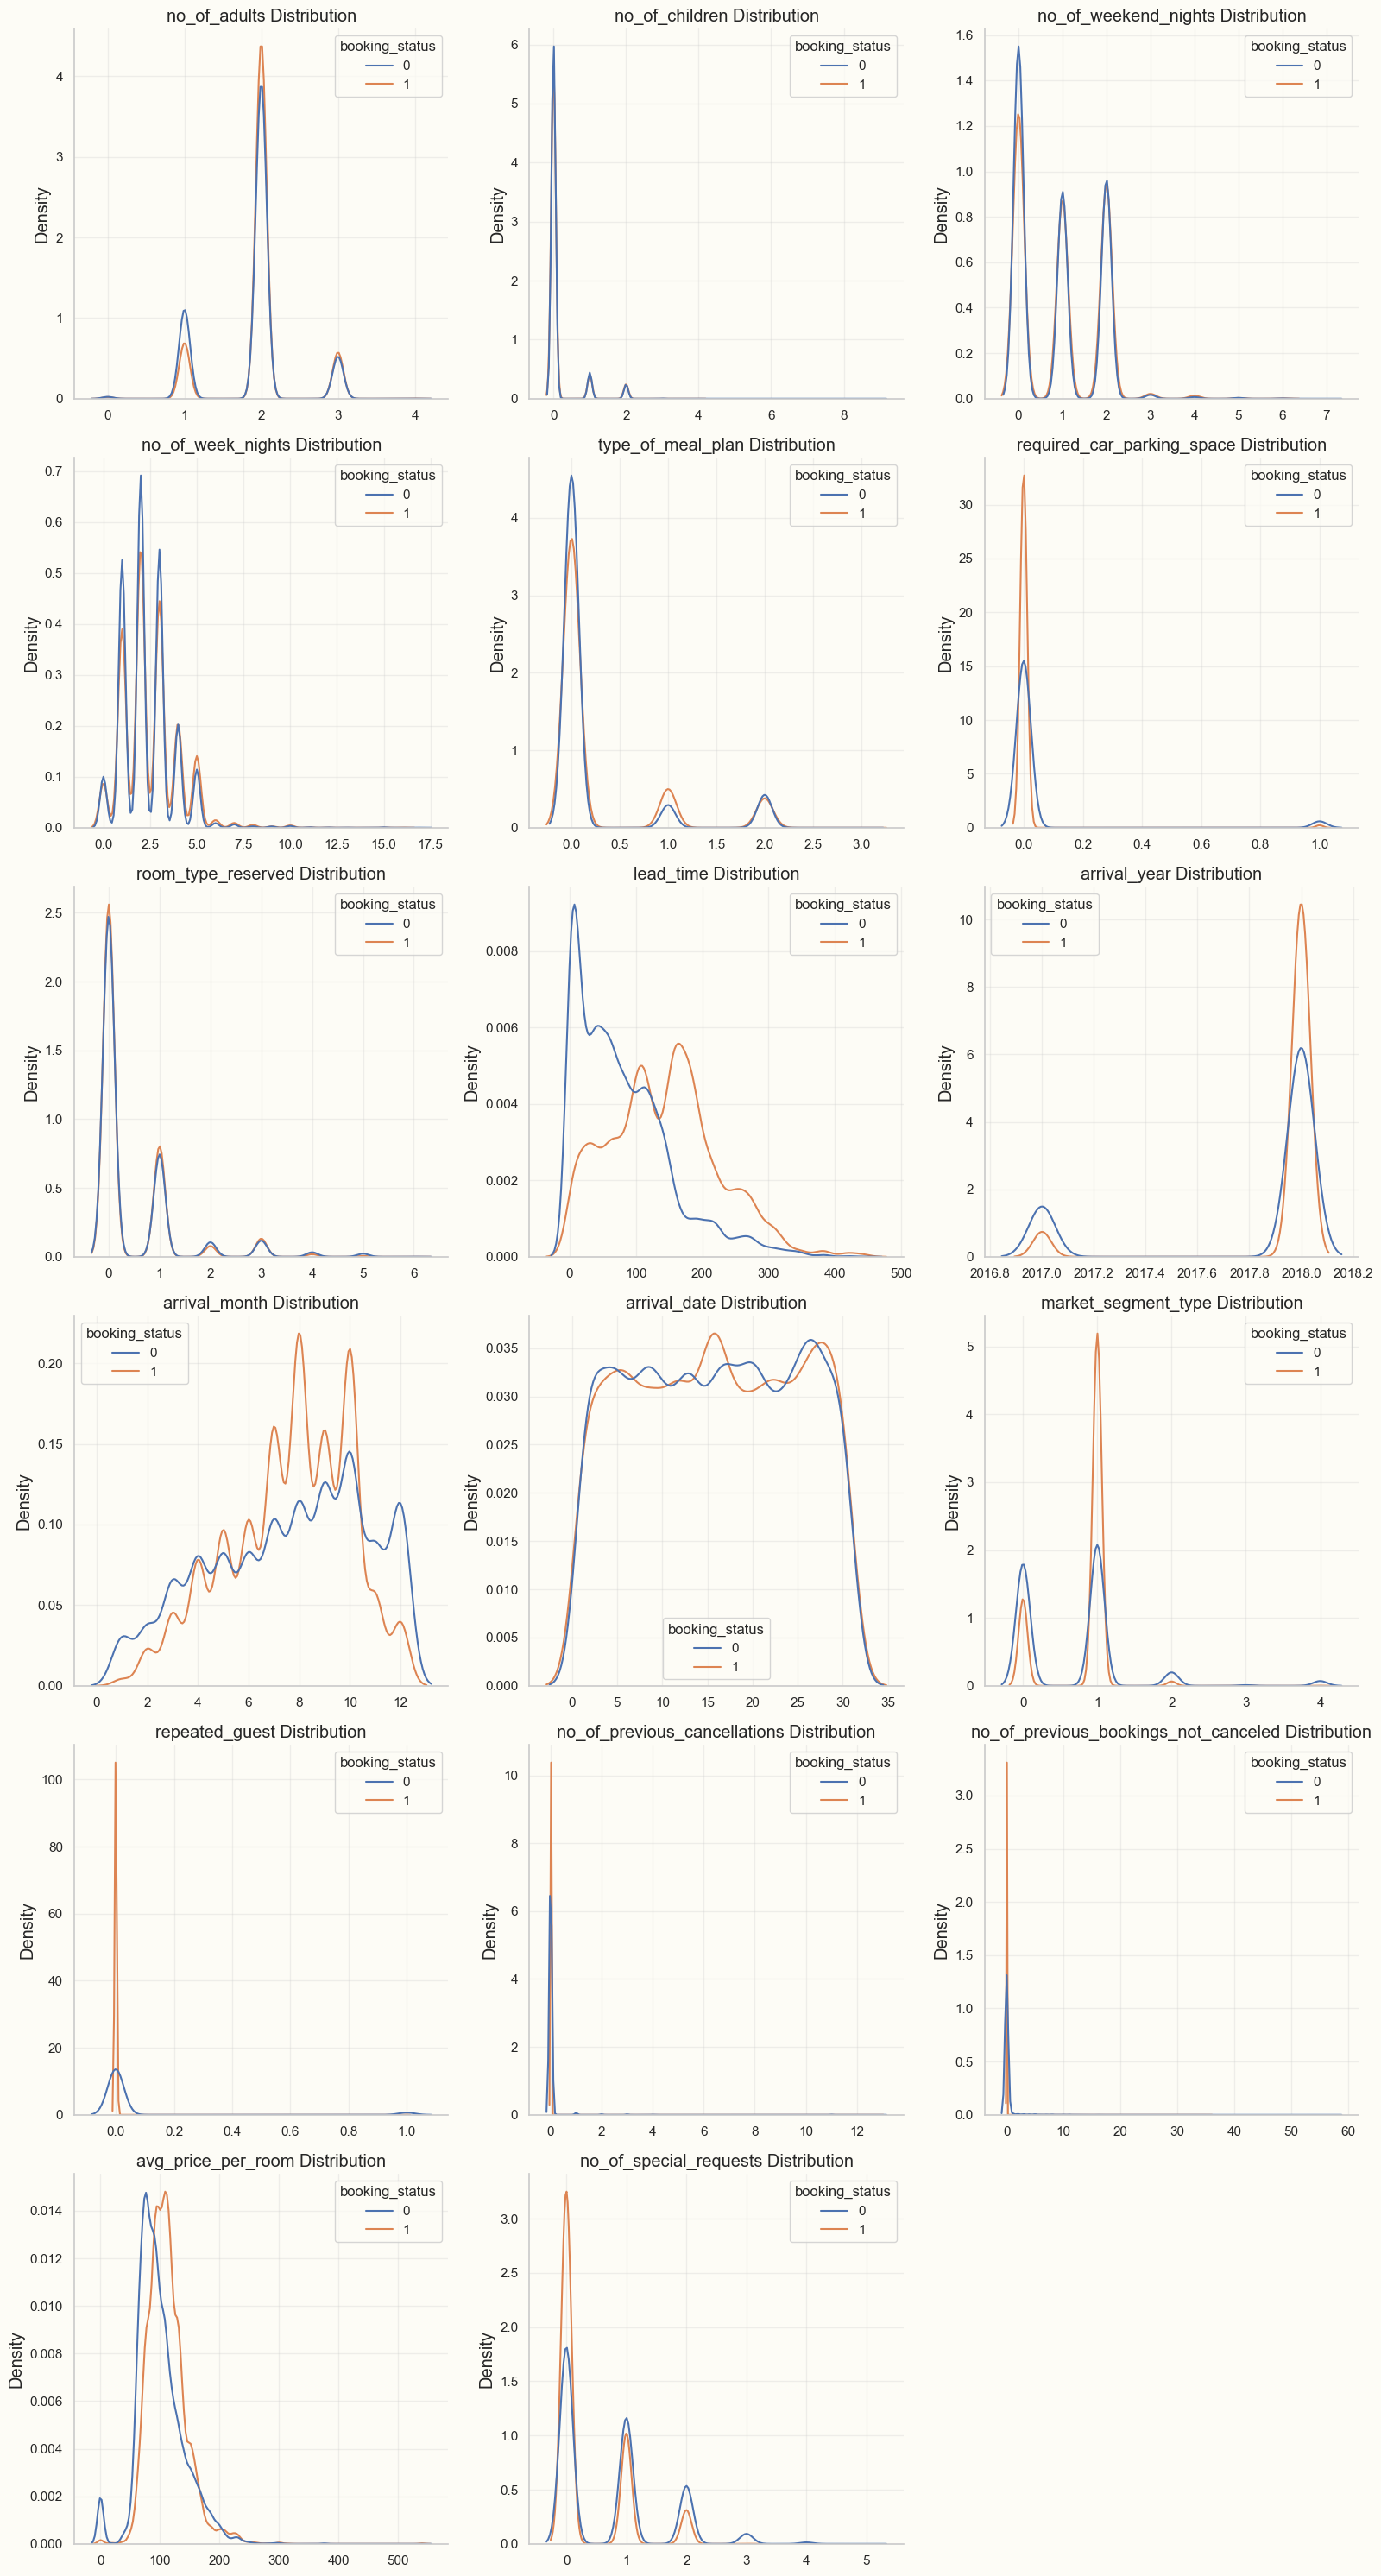 no_of_adults Distribution
Density
booking_status
0
1
4
3
2
1
0
0 1 2 3 4
no_of_children Distribution
Density
booking_status
0
1
6
5
4
3
2
1
0
0 2 4 6 8
no_of_weekend_nights Distribution
Density
booking_status
0
1
1.6
1.4
1.2
1.0
0.8
0.6
0.4
0.2
0.0
0 1 2 3 4 5 6 7
no_of_week_nights Distribution
Density
booking_status
0
1
0.7
0.6
0.5
0.4
0.3
0.2
0.1
0.0
0.0 2.5 5.0 7.5 10.0 12.5 15.0 17.5
type_of_meal_plan Distribution
Density
booking_status
0
1
4
3
2
1
0
0.0 0.5 1.0 1.5 2.0 2.5 3.0
required_car_parking_space Distribution
Density
booking_status
0
1
30
25
20
15
10
5
0
0.0 0.2 0.4 0.6 0.8 1.0
room_type_reserved Distribution
Density
booking_status
0
1
2.5
2.0
1.5
1.0
0.5
0.0
0 1 2 3 4 5 6
lead_time Distribution
Density
booking_status
0
1
0.008
0.006
0.004
0.002
0.000
0 100 200 300 400 500
arrival_year Distribution
Density
booking_status
0
1
10
8
6
4
2
0
2016.8 2017.0 2017.2 2017.4 2017.6 2017.8 2018.0 2018.2
arrival_month Distribution
Density
booking_status
0
1
0.20
0.15
0.10
0.05
0.00
0 2 4 6 8 10 12
arrival_date Distribution
Density
0.035
0.030
0.025
0.020
0.015
0.010
0.005
0.000
booking_status
0
1
0 5 10 15 20 25 30 35
market_segment_type Distribution
Density
booking_status
0
1
5
4
3
2
1
0
0 1 2 3 4
repeated_guest Distribution
Density
booking_status
0
1
100
80
60
40
20
0
0.0 0.2 0.4 0.6 0.8 1.0
no_of_previous_cancellations Distribution
Density
booking_status
0
1
10
8
6
4
2
0
0 2 4 6 8 10 12
no_of_previous_bookings_not_canceled Distribution
Density
booking_status
0
1
3.0
2.5
2.0
1.5
1.0
0.5
0.0
0 10 20 30 40 50 60
avg_price_per_room Distribution
Density
booking_status
0
1
0.014
0.012
0.010
0.008
0.006
0.004
0.002
0.000
0 100 200 300 400 500
no_of_special_requests Distribution
Density
booking_status
0
1
3.0
2.5
2.0
1.5
1.0
0.5
0.0
0 1 2 3 4 5